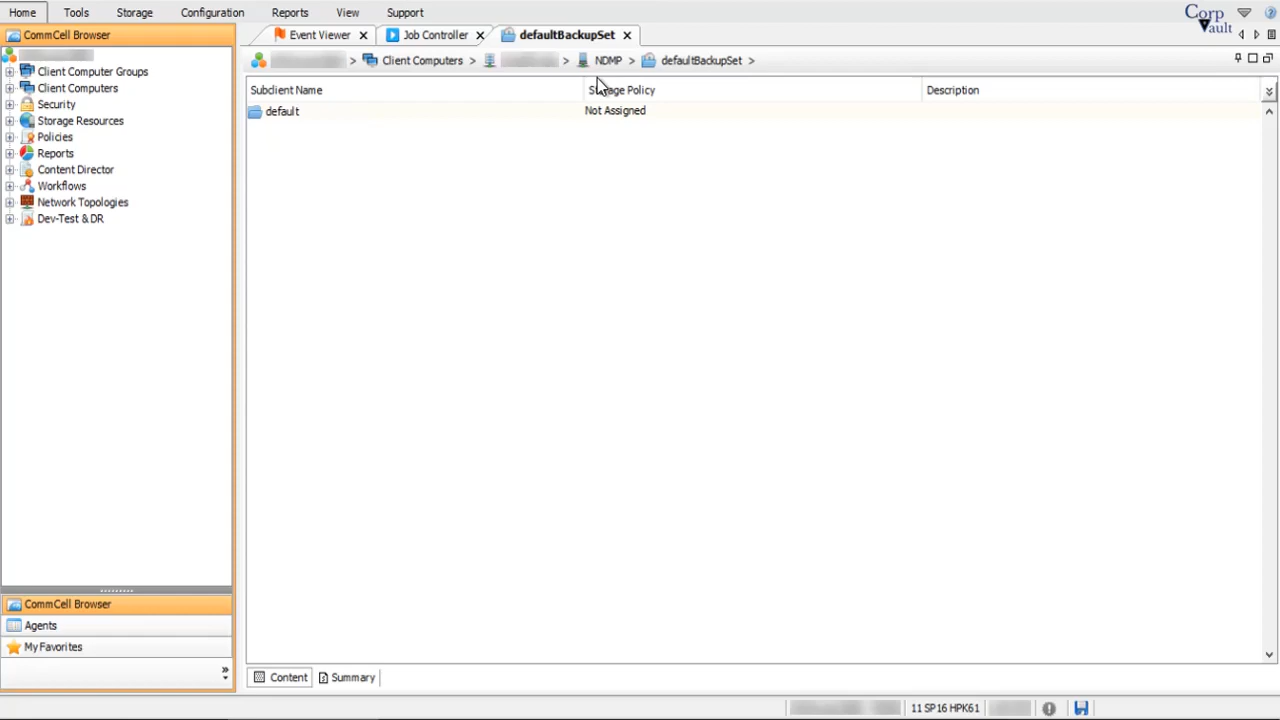 Home Tools Storage Configuration Reports View Support
Corp Vault
CommCell Browser
Event Viewer Job Controller defaultBackupSet
> Client Computers > > NDMP > defaultBackupSet >
Client Computer Groups
Client Computers
Security
Storage Resources
Policies
Reports
Content Director
Workflows
Network Topologies
Dev-Test & DR
Subclient Name Storage Policy Description
default Not Assigned
CommCell Browser
Agents
My Favorites
Content Summary
11 SP16 HPK61